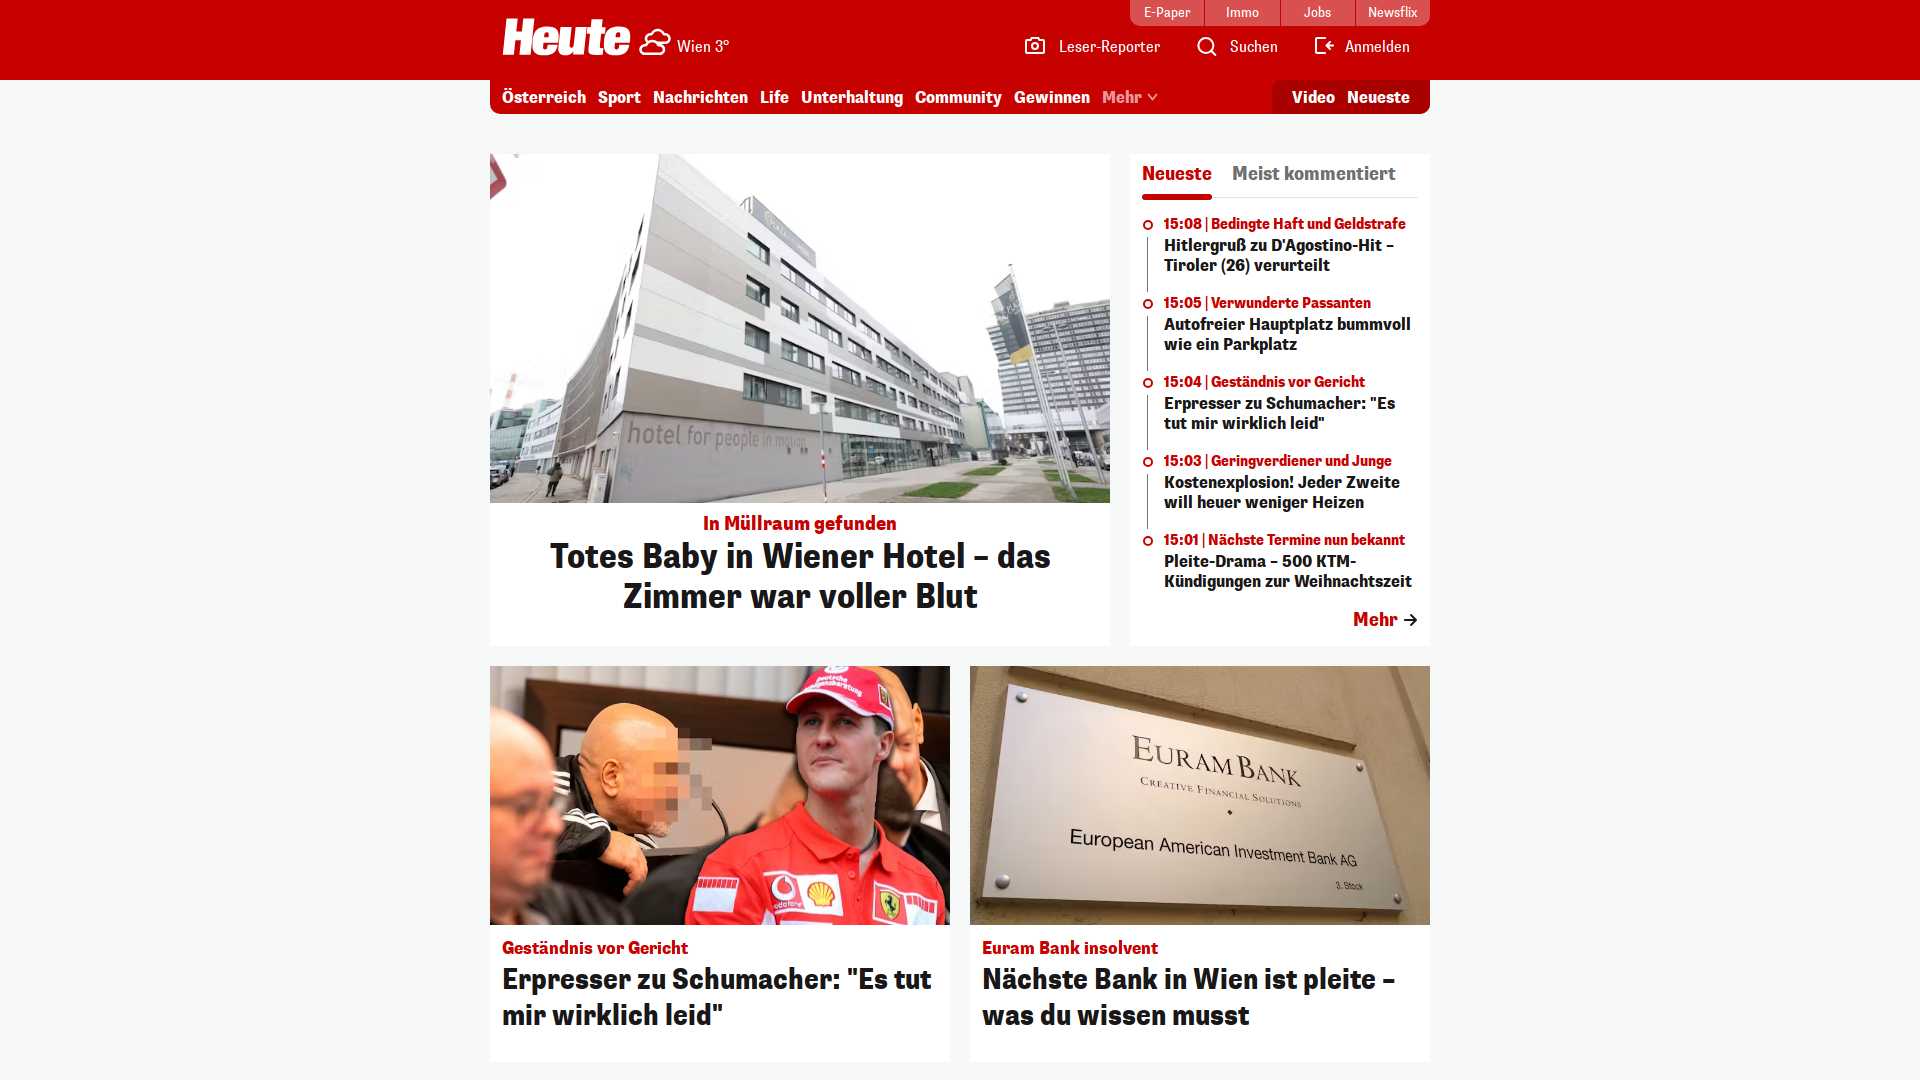 E-Paper
Immo
Jobs
Newsflix
Heute
Wien 3°
Leser-Reporter
Suchen
Anmelden
Österreich
Sport
Nachrichten
Life
Unterhaltung
Community
Gewinnen
Mehr
Video
Neueste
hotel for people in motion
In Müllraum gefunden
Totes Baby in Wiener Hotel – das
Zimmer war voller Blut
Neueste
Meist kommentiert
15:08 | Bedingte Haft und Geldstrafe
Hitlergruß zu D'Agostino-Hit –
Tiroler (26) verurteilt
15:05 | Verwunderte Passanten
Autofreier Hauptplatz bummvoll
wie ein Parkplatz
15:04 | Geständnis vor Gericht
Erpresser zu Schumacher: "Es
tut mir wirklich leid"
15:03 | Geringverdiener und Junge
Kostenexplosion! Jeder Zweite
will heuer weniger Heizen
15:01 | Nächste Termine nun bekannt
Pleite-Drama – 500 KTM-
Kündigungen zur Weihnachtszeit
Mehr
Deutsche
vodafone
Shell
Geständnis vor Gericht
Erpresser zu Schumacher: "Es tut
mir wirklich leid"
EURAM BANK
CREATIVE FINANCIAL SOLUTIONS
European American Investment Bank AG
3. Stock
Euram Bank insolvent
Nächste Bank in Wien ist pleite –
was du wissen musst